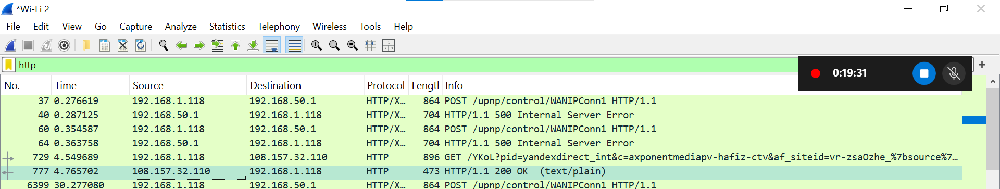 *Wi-Fi 2
File Edit View Go Capture Analyze Statistics Telephony Wireless Tools Help
http
0:19:31
No. Time Source Destination Protocol Length Info
37 0.276619 192.168.1.118 192.168.50.1 HTTP/X… 864 POST /upnp/control/WANIPConn1 HTTP/1.1
40 0.287125 192.168.50.1 192.168.1.118 HTTP/X… 704 HTTP/1.1 500 Internal Server Error
60 0.354587 192.168.1.118 192.168.50.1 HTTP/X… 864 POST /upnp/control/WANIPConn1 HTTP/1.1
64 0.363758 192.168.50.1 192.168.1.118 HTTP/X… 704 HTTP/1.1 500 Internal Server Error
729 4.549689 192.168.1.118 108.157.32.110 HTTP 896 GET /YKoL?pid=yandexdirect_int&c=axponentmediapv-hafiz-ctv&af_siteid=vr-zsaOzhe_%7bsource%7…
777 4.765702 108.157.32.110 192.168.1.118 HTTP 473 HTTP/1.1 200 OK (text/plain)
6399 30.277080 192.168.1.118 192.168.50.1 HTTP/X… 864 POST /upnp/control/WANIPConn1 HTTP/1.1